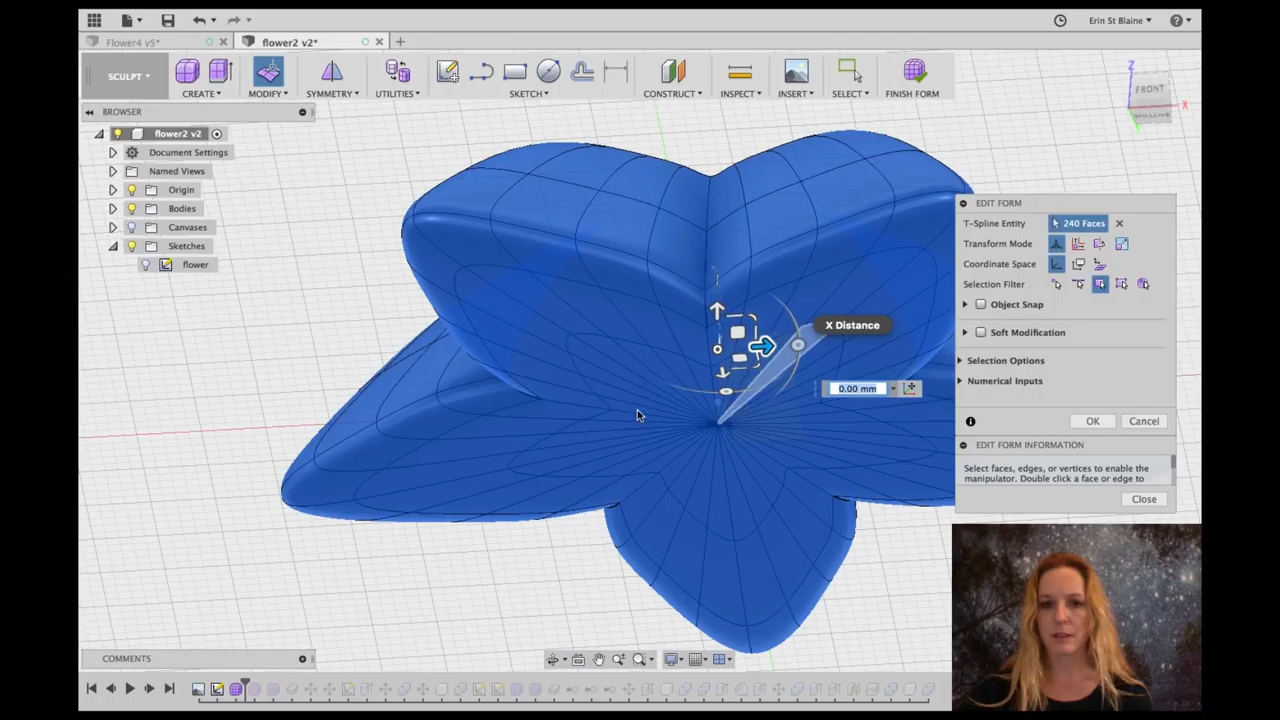 Erin St Blaine
Flower4 v5*
flower2 v2*
SCULPT
CREATE
MODIFY
SYMMETRY
UTILITIES
SKETCH
CONSTRUCT
INSPECT
INSERT
SELECT
FINISH FORM
BROWSER
flower2 v2
Document Settings
Named Views
Origin
Bodies
Canvases
Sketches
flower
Z
FRONT
X
EDIT FORM
T-Spline Entity
240 Faces
Transform Mode
Coordinate Space
Selection Filter
Object Snap
Soft Modification
Selection Options
Numerical Inputs
OK
Cancel
EDIT FORM INFORMATION
Select faces, edges, or vertices to enable the
manipulator. Double click a face or edge to
Close
X Distance
0.00 mm
COMMENTS